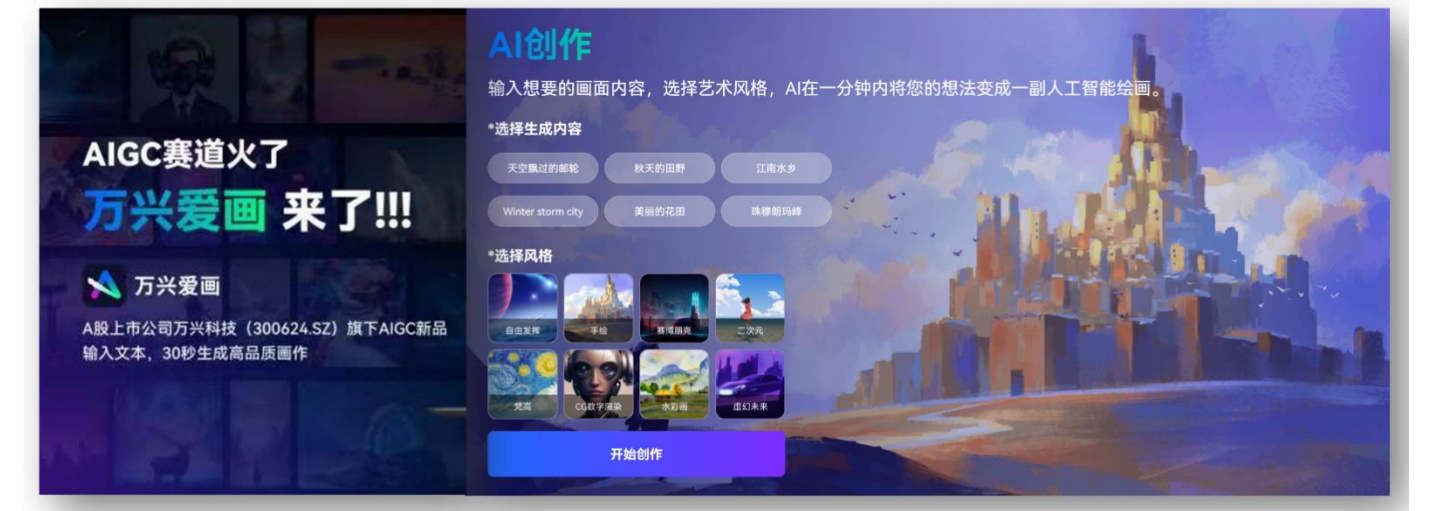 AIGC赛道火了
万兴爱画 来了!!!
万兴爱画
A股上市公司万兴科技（300624.SZ）旗下AIGC新品
输入文本，30秒生成高品质画作
AI创作
输入想要的画面内容，选择艺术风格，AI在一分钟内将您的想法变成一副人工智能绘画。
*选择生成内容
天空飘过的邮轮 秋天的田野 江南水乡
Winter storm city 美丽的花田 珠穆朗玛峰
*选择风格
自由发挥 手绘 赛博朋克 二次元
梵高 CG数字渲染 水彩画 虚幻未来
开始创作